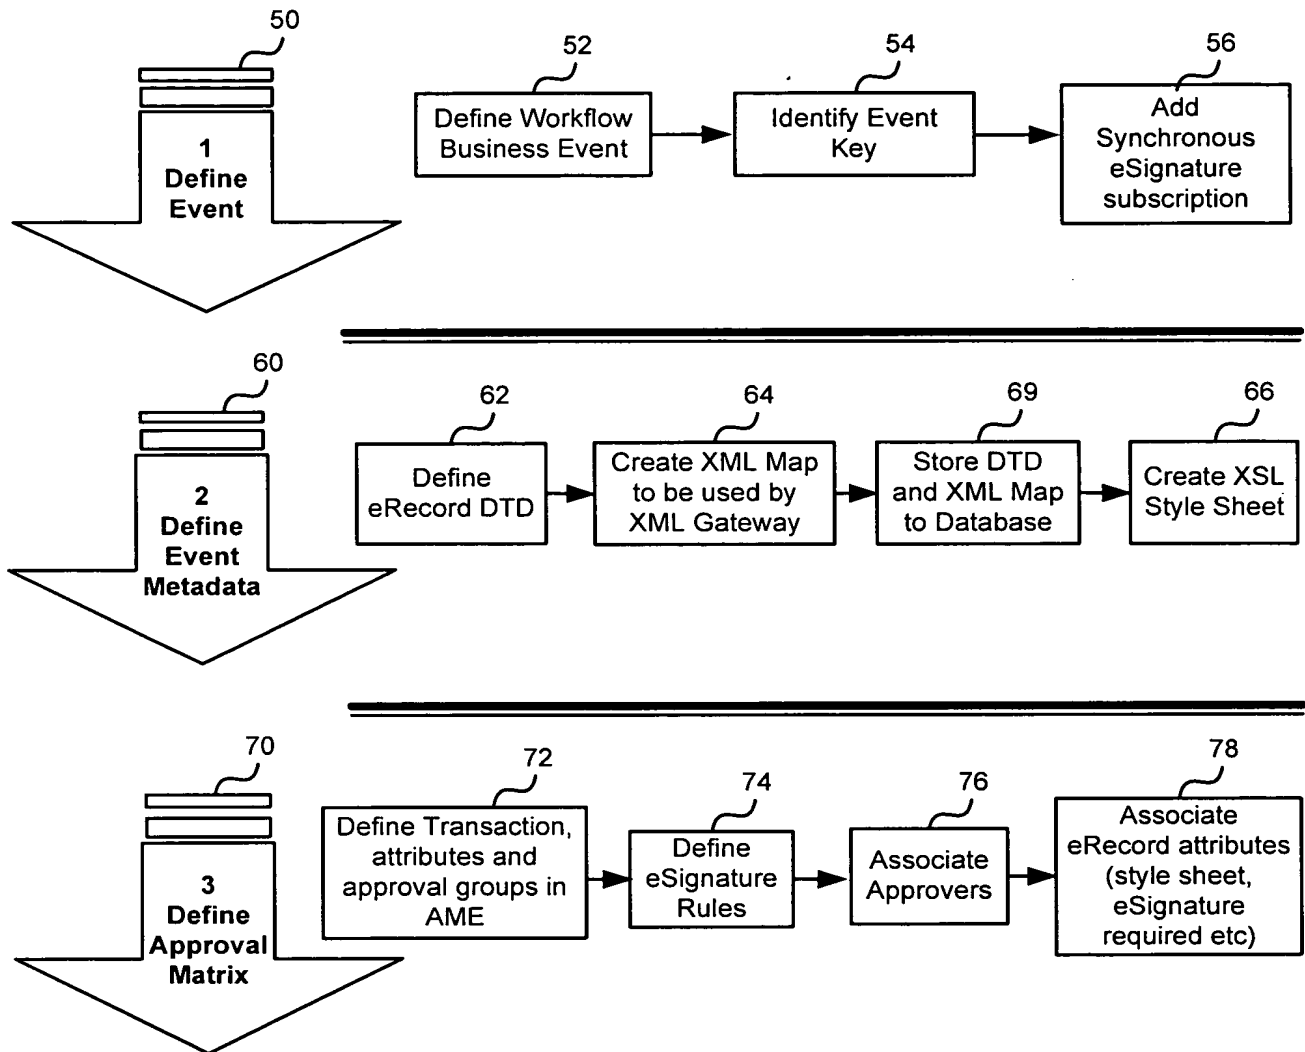 50
52
54
56
1
Define
Event
Define Workflow
Business Event
Identify Event
Key
Add
Synchronous
eSignature
subscription
60
62
64
69
66
2
Define
Event
Metadata
Define
eRecord DTD
Create XML Map
to be used by
XML Gateway
Store DTD
and XML Map
to Database
Create XSL
Style Sheet
70
72
74
76
78
3
Define
Approval
Matrix
Define Transaction,
attributes and
approval groups in
AME
Define
eSignature
Rules
Associate
Approvers
Associate
eRecord attributes
(style sheet,
eSignature
required etc)